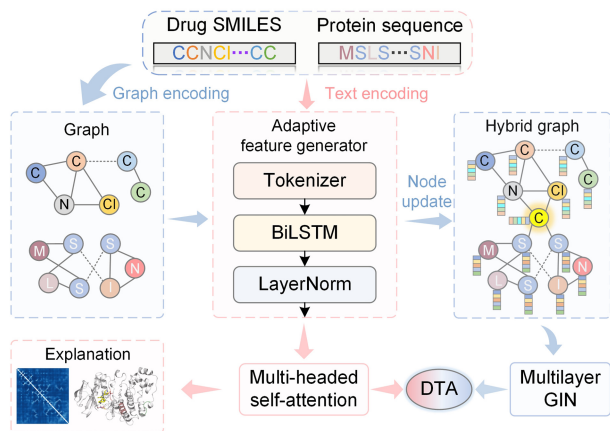 Drug SMILES
Protein sequence
CCNCl···CC
MSLS···SNI
Graph encoding
Text encoding
Graph
C
C
C
C
N
Cl
M
S
S
N
L
S
I
Adaptive
feature generator
Tokenizer
BiLSTM
LayerNorm
Node
update
Hybrid graph
C
C
C
C
N
Cl
C
M
S
S
N
L
S
I
Explanation
Multi-headed
self-attention
DTA
Multilayer
GIN